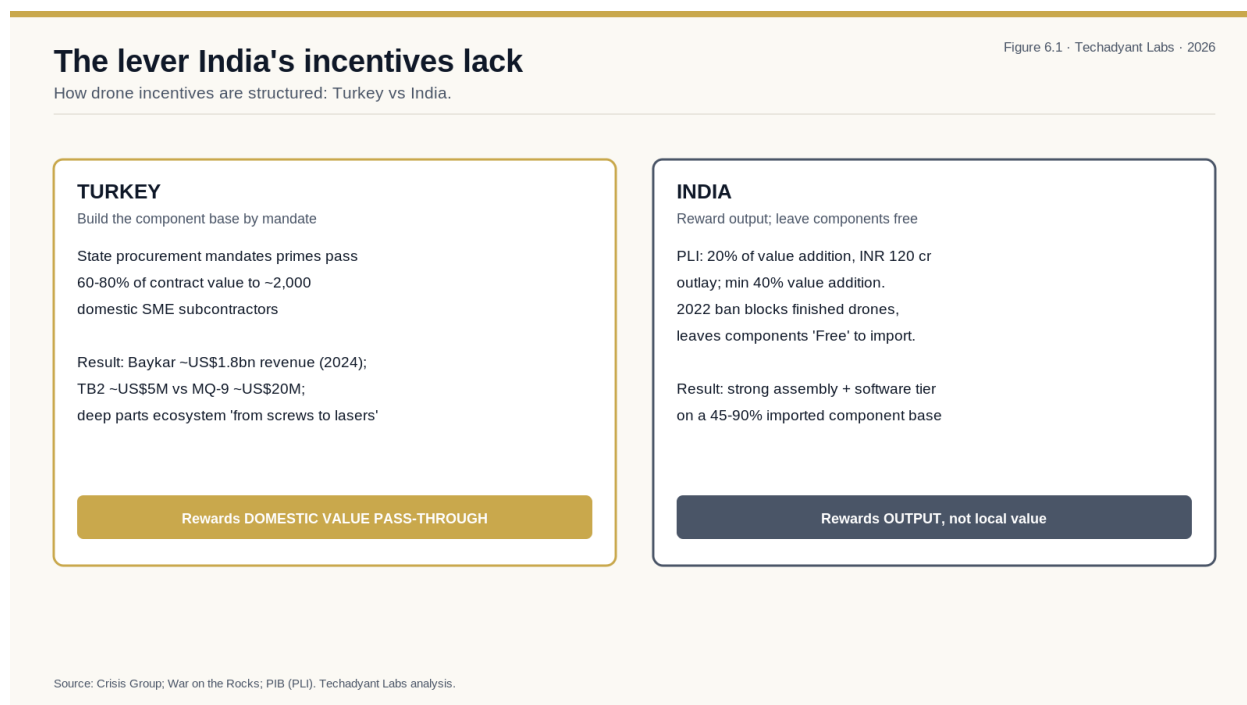 The lever India's incentives lack
Figure 6.1 · Techadyant Labs · 2026
How drone incentives are structured: Turkey vs India.
TURKEY
Build the component base by mandate
State procurement mandates primes pass
60-80% of contract value to ~2,000
domestic SME subcontractors
Result: Baykar ~US$1.8bn revenue (2024);
TB2 ~US$5M vs MQ-9 ~US$20M;
deep parts ecosystem 'from screws to lasers'
Rewards DOMESTIC VALUE PASS-THROUGH
INDIA
Reward output; leave components free
PLI: 20% of value addition, INR 120 cr
outlay; min 40% value addition.
2022 ban blocks finished drones,
leaves components 'Free' to import.
Result: strong assembly + software tier
on a 45-90% imported component base
Rewards OUTPUT, not local value
Source: Crisis Group; War on the Rocks; PIB (PLI). Techadyant Labs analysis.